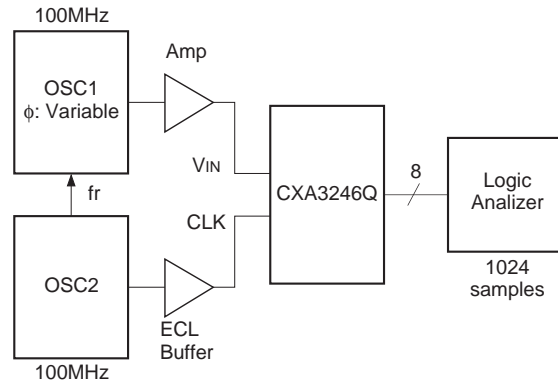 100MHz
OSC1
ϕ: Variable
Amp
fr
OSC2
100MHz
VIN
CLK
ECL
Buffer
CXA3246Q
8
Logic
Analizer
1024
samples